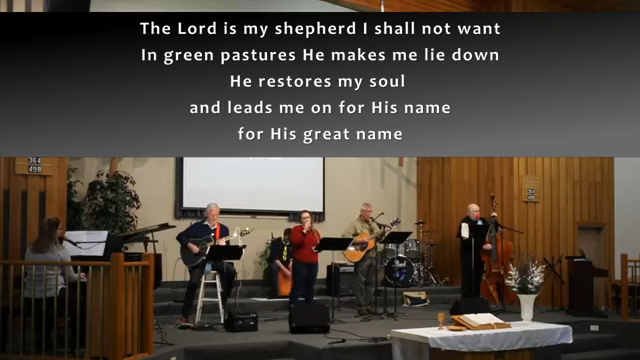 The Lord is my shepherd I shall not want
In green pastures He makes me lie down
He restores my soul
and leads me on for His name
for His great name
364
498